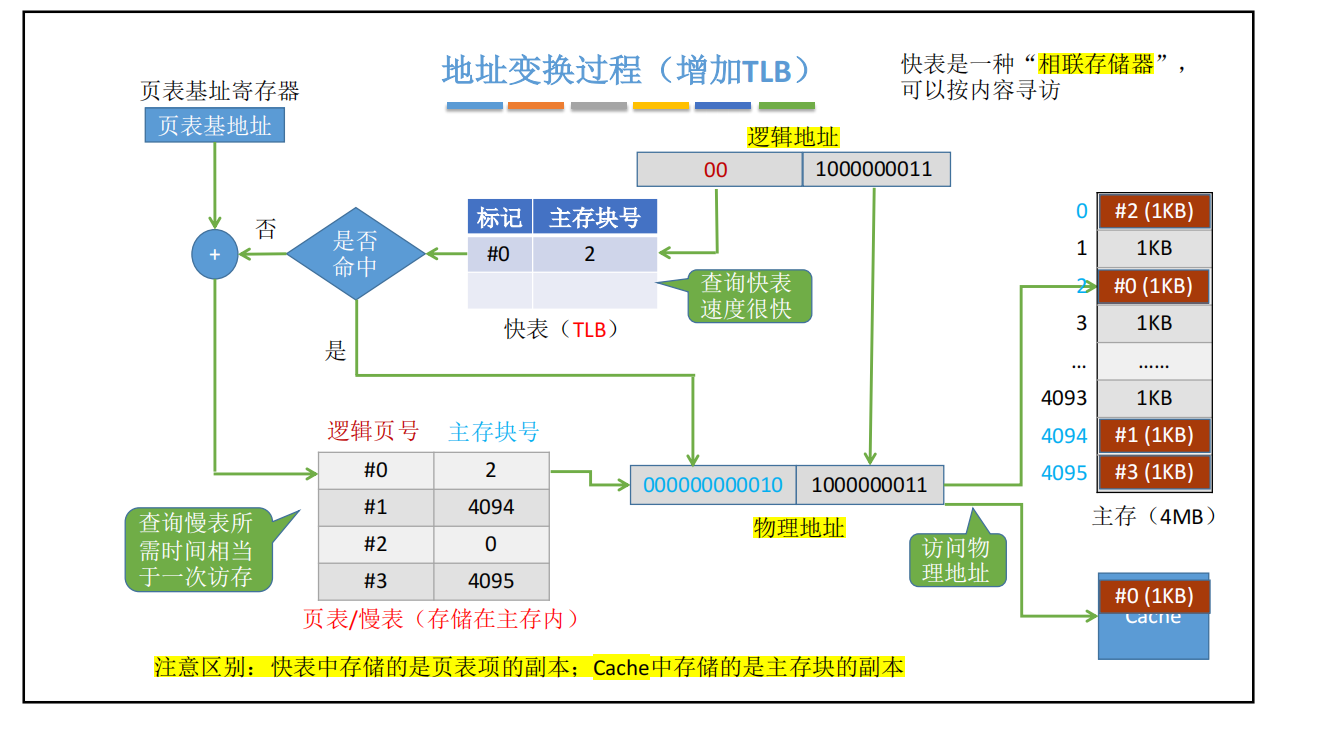 地址变换过程（增加TLB）
快表是一种“相联存储器”，
可以按内容寻访
页表基址寄存器
页表基地址
逻辑地址
00 1000000011
标记 主存块号
#0 2
快表（TLB）
查询快表
速度很快
是否
命中
否
是
+
逻辑页号 主存块号
#0 2
#1 4094
#2 0
#3 4095
页表/慢表（存储在主存内）
查询慢表所
需时间相当
于一次访存
000000000010 1000000011
物理地址
访问物
理地址
0 #2 (1KB)
1 1KB
2 #0 (1KB)
3 1KB
... ......
4093 1KB
4094 #1 (1KB)
4095 #3 (1KB)
主存（4MB）
#0 (1KB)
Cache
注意区别：快表中存储的是页表项的副本；Cache中存储的是主存块的副本